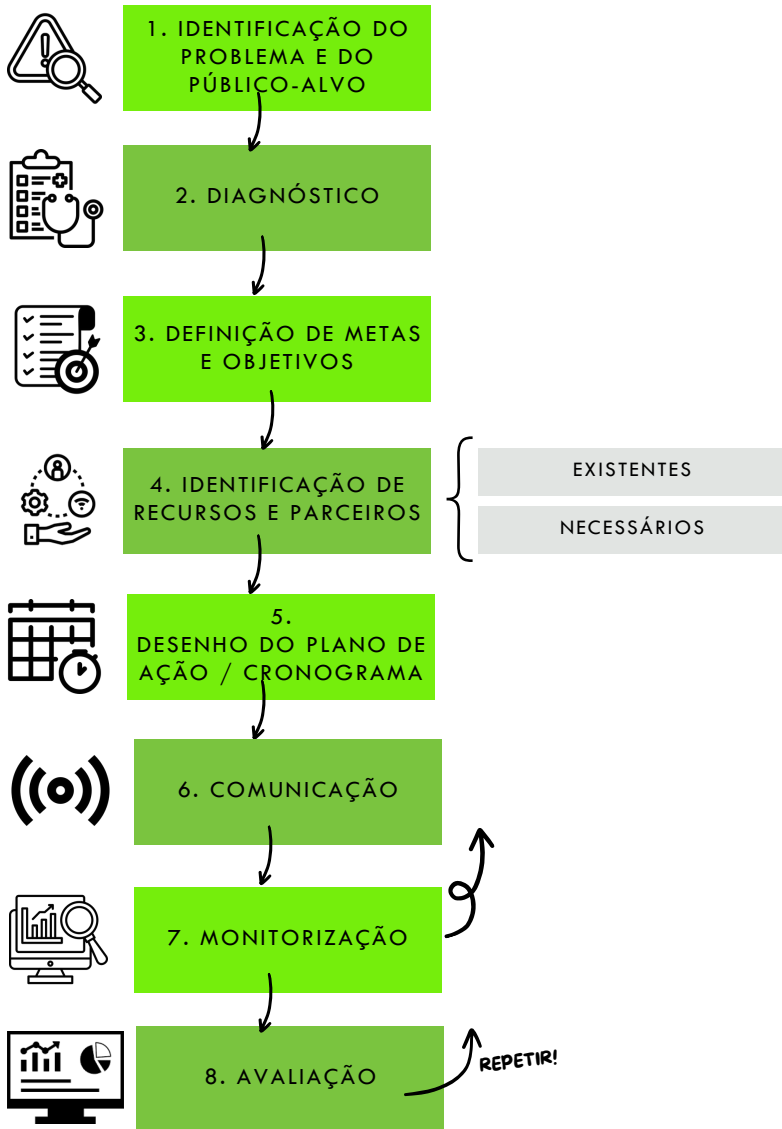 1. IDENTIFICAÇÃO DO
PROBLEMA E DO
PÚBLICO-ALVO
2. DIAGNÓSTICO
3. DEFINIÇÃO DE METAS
E OBJETIVOS
4. IDENTIFICAÇÃO DE
RECURSOS E PARCEIROS
EXISTENTES
NECESSÁRIOS
5.
DESENHO DO PLANO DE
AÇÃO / CRONOGRAMA
6. COMUNICAÇÃO
7. MONITORIZAÇÃO
8. AVALIAÇÃO
REPETIR!